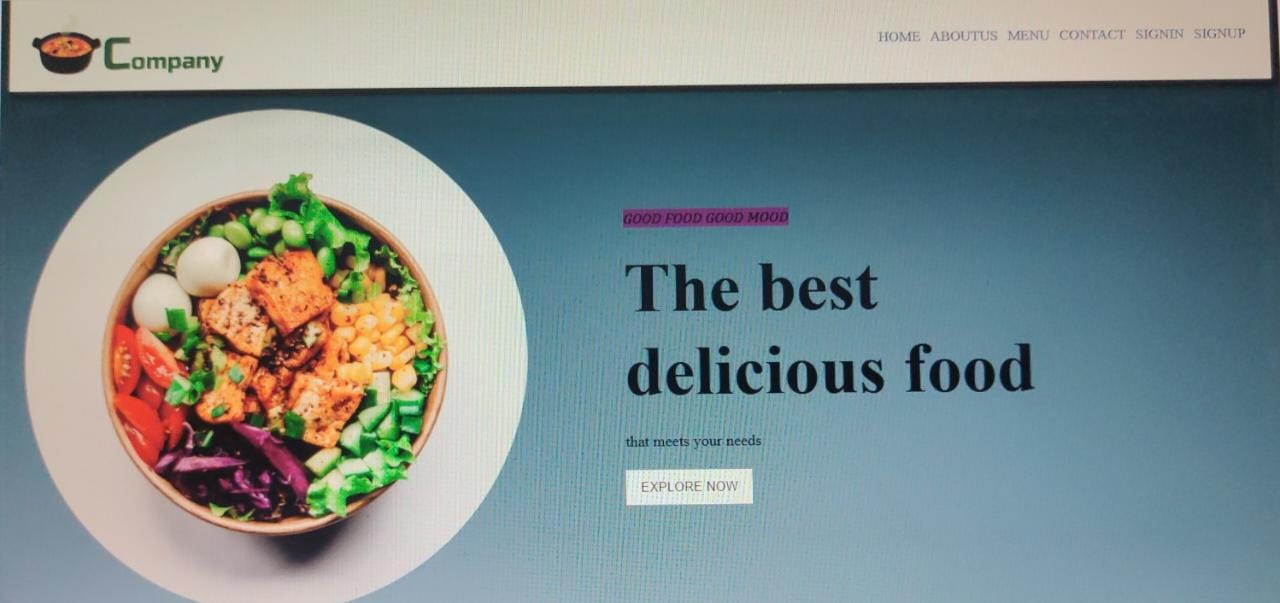 Company
HOME ABOUTUS MENU CONTACT SIGNIN SIGNUP
GOOD FOOD GOOD MOOD
The best
delicious food
that meets your needs
EXPLORE NOW